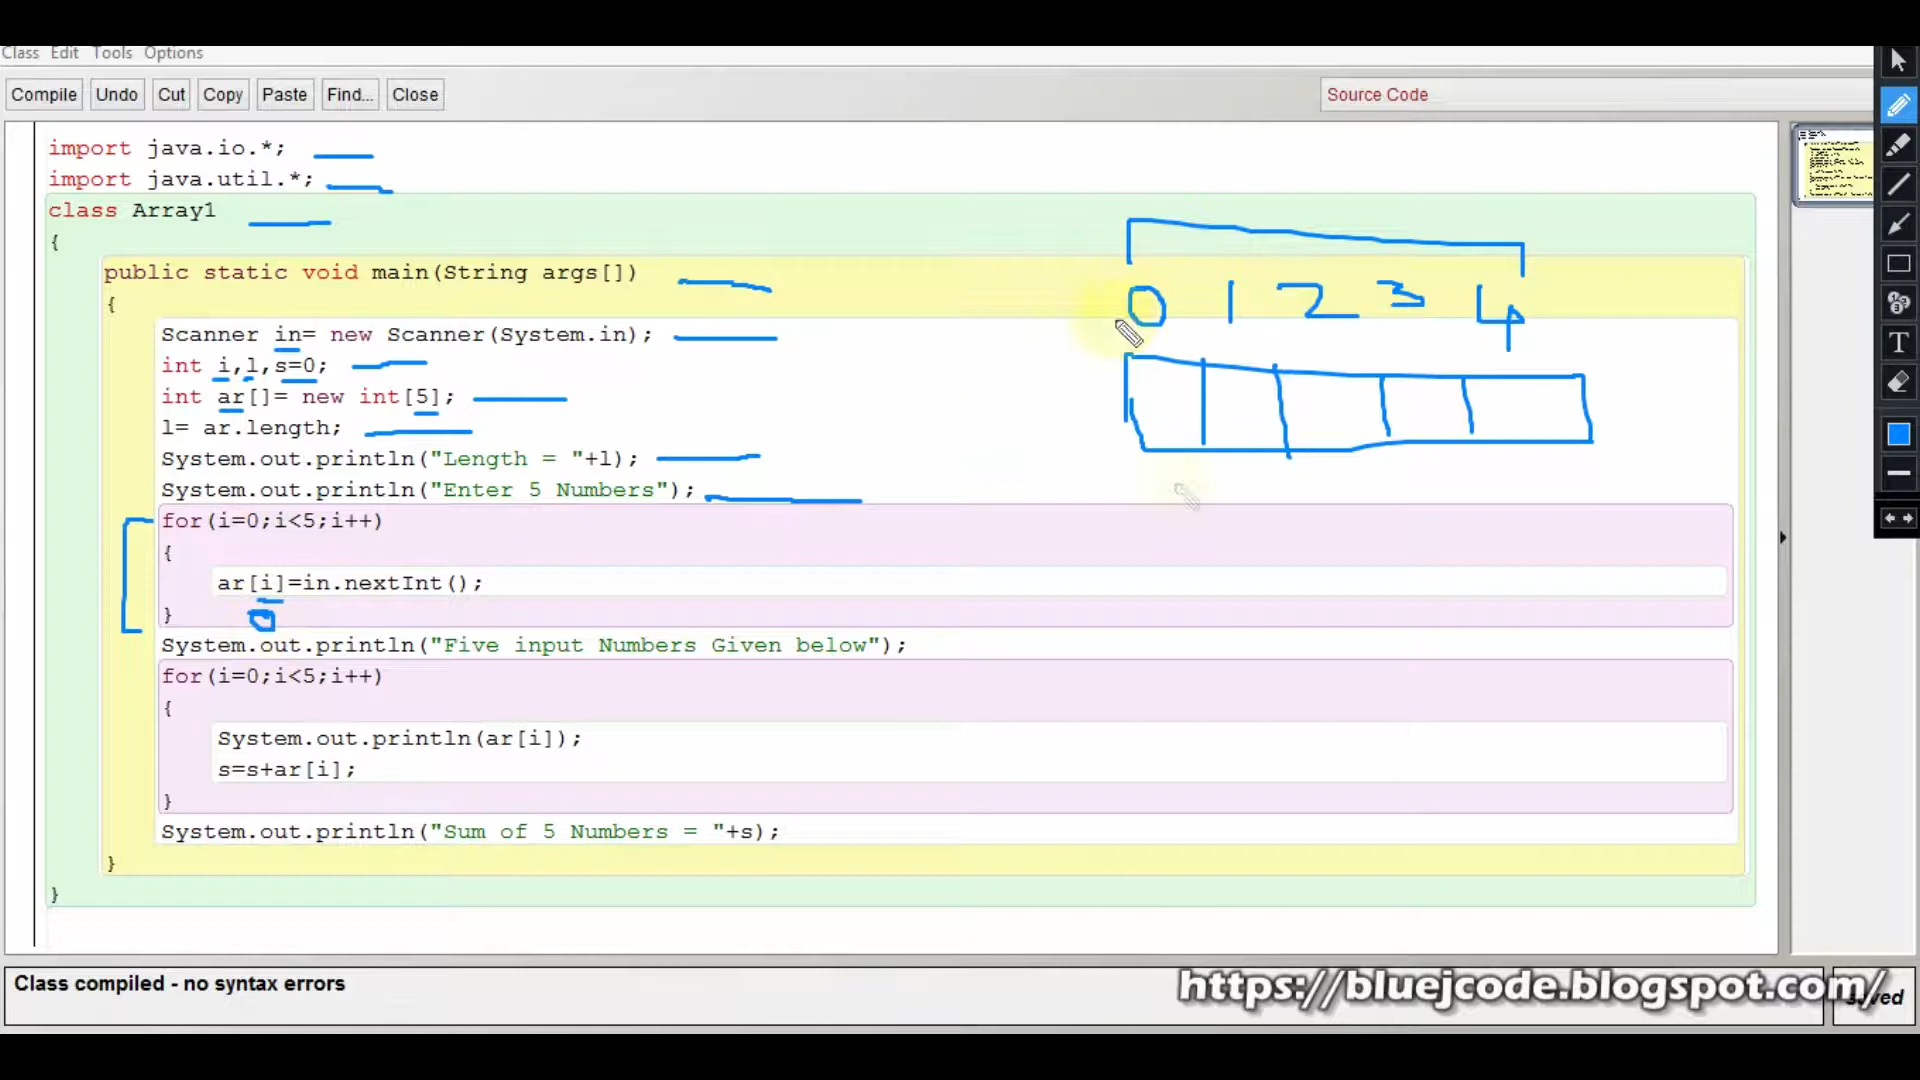 Class Edit Tools Options
Compile Undo Cut Copy Paste Find... Close Source Code
import java.io.*;
import java.util.*;
class Array1
{
public static void main(String args[])
{
0 1 2 3 4
Scanner in= new Scanner(System.in);
int i,l,s=0;
int ar[]= new int[5];
l= ar.length;
System.out.println("Length = "+l);
System.out.println("Enter 5 Numbers");
for(i=0;i<5;i++)
{
ar[i]=in.nextInt();
}
0
System.out.println("Five input Numbers Given below");
for(i=0;i<5;i++)
{
System.out.println(ar[i]);
s=s+ar[i];
}
System.out.println("Sum of 5 Numbers = "+s);
}
}
Class compiled - no syntax errors
https://bluejcode.blogspot.com/
saved